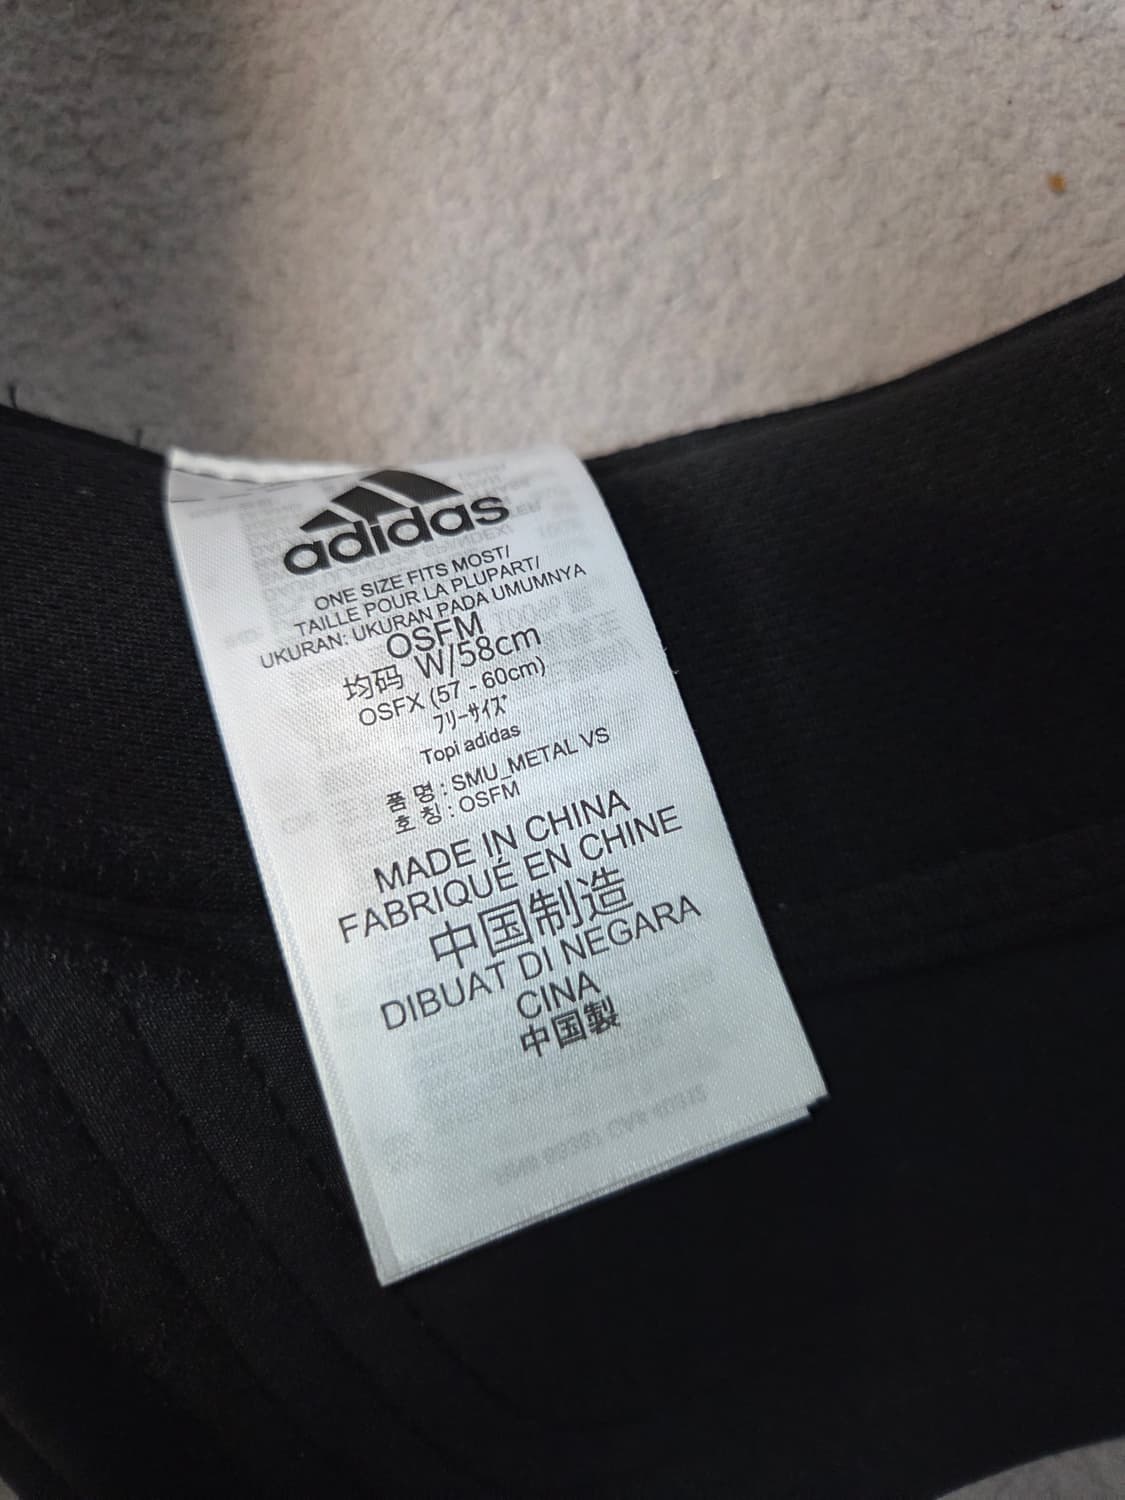 adidas
ONE SIZE FITS MOST/
TAILLE POUR LA PLUPART/
UKURAN: UKURAN PADA UMUMNYA
OSFM
均码 W/58cm
OSFX (57 - 60cm)
フリーサイズ
Topi adidas
품 명 : SMU_METAL VS
호 칭 : OSFM
MADE IN CHINA
FABRIQUÉ EN CHINE
中国制造
DIBUAT DI NEGARA
CINA
中国製